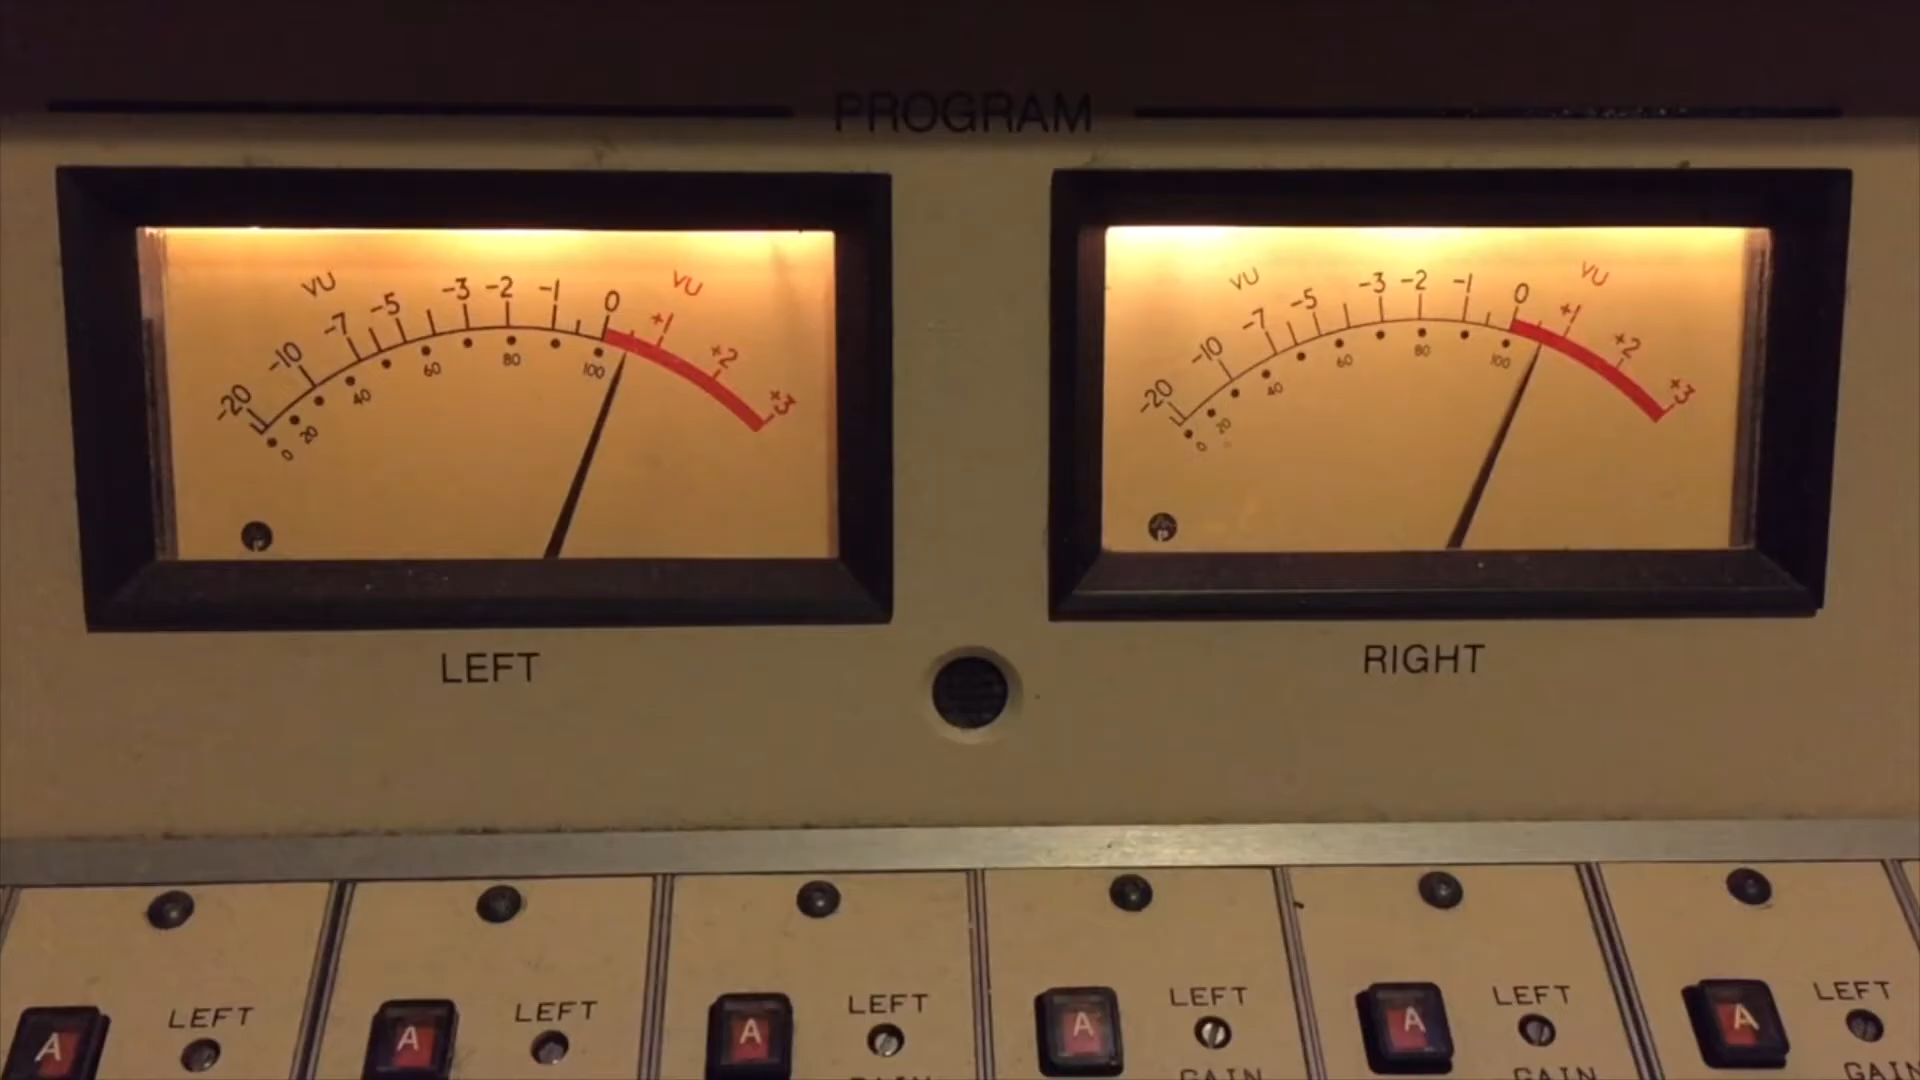 PROGRAM
VU VU
-20 -10 -7 -5 -3 -2 -1 0 +1 +2 +3
0 20 40 60 80 100
VU VU
-20 -10 -7 -5 -3 -2 -1 0 +1 +2 +3
0 20 40 60 80 100
LEFT RIGHT
A LEFT A LEFT A LEFT A LEFT A LEFT A LEFT
GAIN GAIN GAIN GAIN